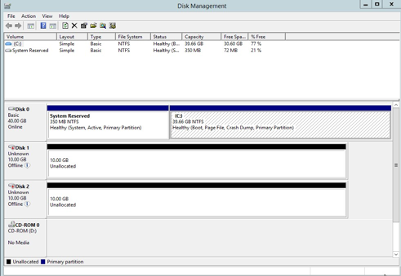 Disk Management
File Action View Help
Volume Layout Type File System Status Capacity Free Spa... % Free
(C:) Simple Basic NTFS Healthy (B... 39.66 GB 30.60 GB 77 %
System Reserved Simple Basic NTFS Healthy (S... 350 MB 72 MB 21 %
Disk 0
Basic
40.00 GB
Online
System Reserved
350 MB NTFS
Healthy (System, Active, Primary Partition)
(C:)
39.66 GB NTFS
Healthy (Boot, Page File, Crash Dump, Primary Partition)
Disk 1
Unknown
10.00 GB
Offline
10.00 GB
Unallocated
Disk 2
Unknown
10.00 GB
Offline
10.00 GB
Unallocated
CD-ROM 0
CD-ROM (D:)
No Media
Unallocated Primary partition